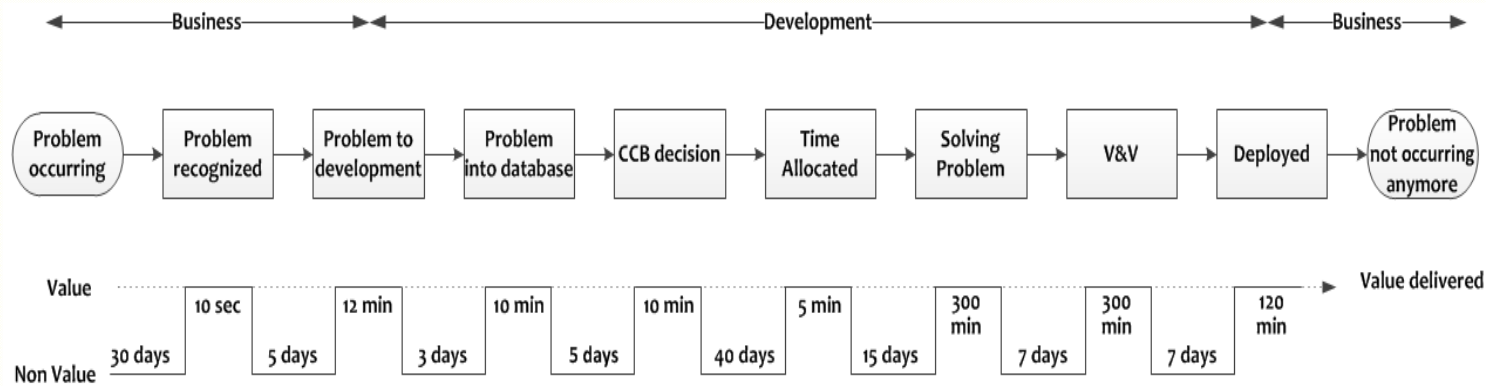 Business
Development
Business
Problem
occurring
Problem
recognized
Problem to
development
Problem
into database
CCB decision
Time
Allocated
Solving
Problem
V&V
Deployed
Problem
not occurring
anymore
Value
10 sec
12 min
10 min
10 min
5 min
300
min
300
min
120
min
Value delivered
Non Value
30 days
5 days
3 days
5 days
40 days
15 days
7 days
7 days